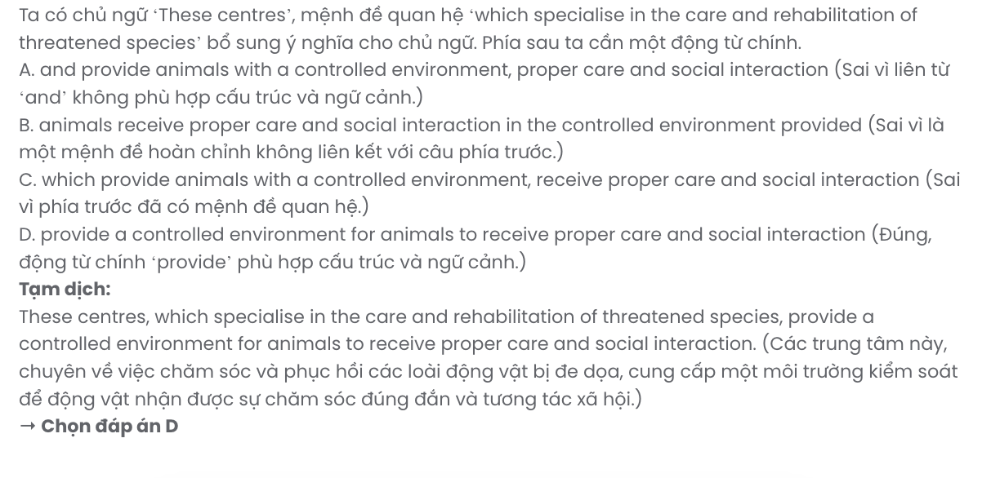 Ta có chủ ngữ ‘These centres’, mệnh đề quan hệ ‘which specialise in the care and rehabilitation of
threatened species’ bổ sung ý nghĩa cho chủ ngữ. Phía sau ta cần một động từ chính.
A. and provide animals with a controlled environment, proper care and social interaction (Sai vì liên từ
‘and’ không phù hợp cấu trúc và ngữ cảnh.)
B. animals receive proper care and social interaction in the controlled environment provided (Sai vì là
một mệnh đề hoàn chỉnh không liên kết với câu phía trước.)
C. which provide animals with a controlled environment, receive proper care and social interaction (Sai
vì phía trước đã có mệnh đề quan hệ.)
D. provide a controlled environment for animals to receive proper care and social interaction (Đúng,
động từ chính ‘provide’ phù hợp cấu trúc và ngữ cảnh.)
Tạm dịch:
These centres, which specialise in the care and rehabilitation of threatened species, provide a
controlled environment for animals to receive proper care and social interaction. (Các trung tâm này,
chuyên về việc chăm sóc và phục hồi các loài động vật bị đe dọa, cung cấp một môi trường kiểm soát
để động vật nhận được sự chăm sóc đúng đắn và tương tác xã hội.)
→ Chọn đáp án D